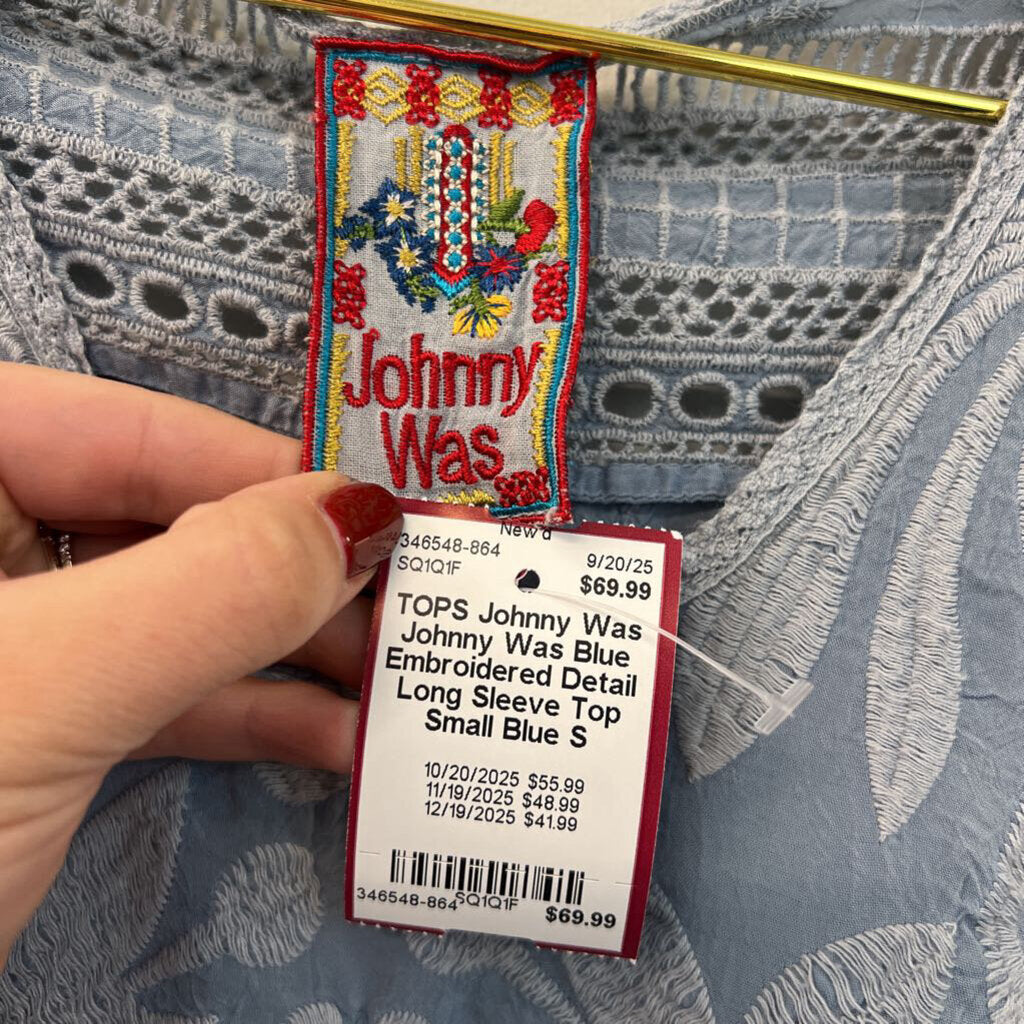 Johnny
Was
New'd
346548-864
9/20/25
SQ1Q1F
$69.99
TOPS Johnny Was
Johnny Was Blue
Embroidered Detail
Long Sleeve Top
Small Blue S
10/20/2025 $55.99
11/19/2025 $48.99
12/19/2025 $41.99
346548-864 SQ1Q1F $69.99